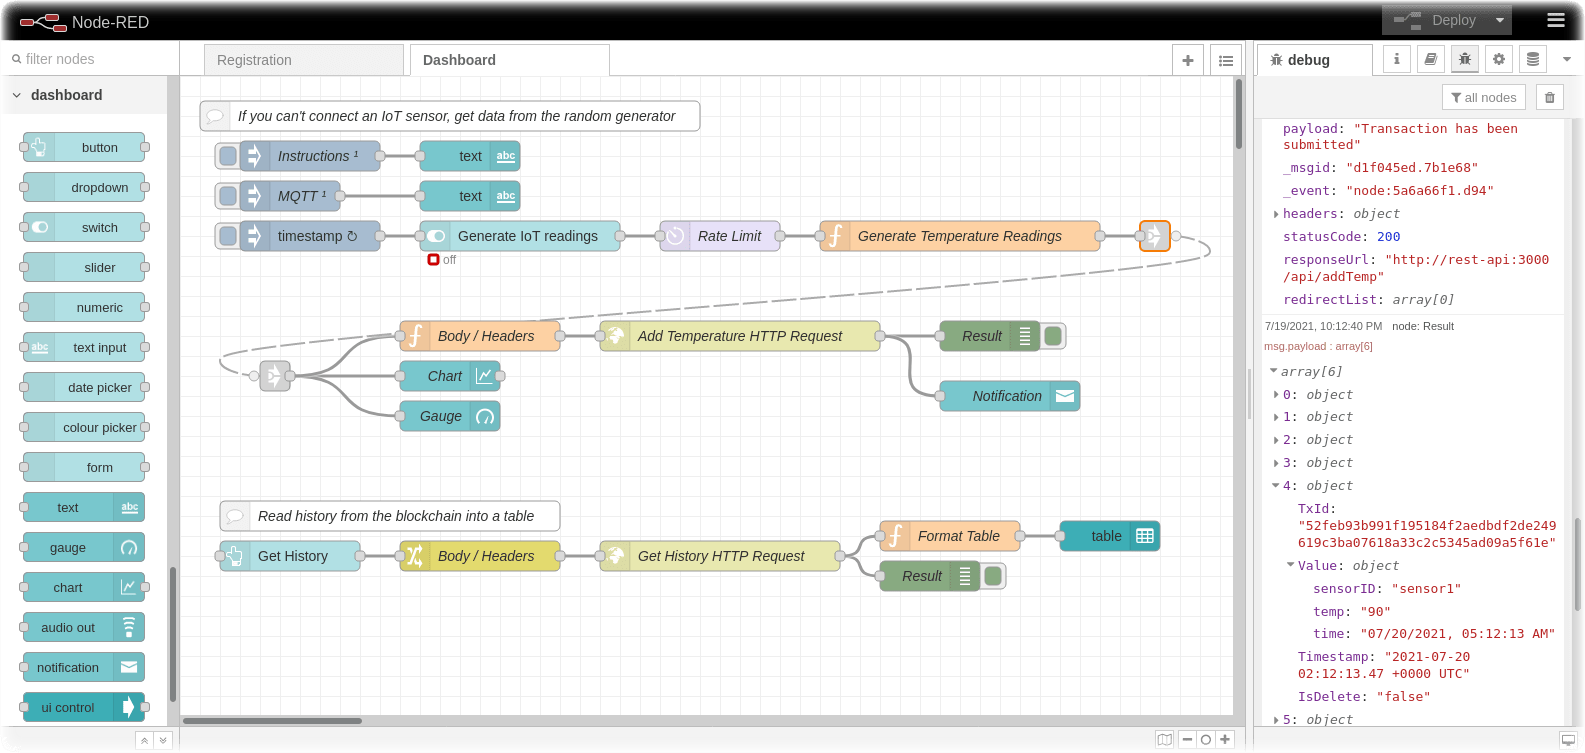 Node-RED
Deploy
filter nodes
Registration
Dashboard
debug
all nodes
dashboard
button
dropdown
switch
slider
numeric
abc text input
date picker
colour picker
form
text abc
gauge
chart
audio out
notification
ui control
If you can't connect an IoT sensor, get data from the random generator
Instructions ¹
text abc
MQTT ¹
text abc
timestamp ↻
Generate IoT readings
Rate Limit
Generate Temperature Readings
off
Body / Headers
Add Temperature HTTP Request
Result
Chart
Notification
Gauge
Read history from the blockchain into a table
Get History
Body / Headers
Get History HTTP Request
Format Table
table
Result
payload: "Transaction has been
submitted"
_msgid: "d1f045ed.7b1e68"
_event: "node:5a6a66f1.d94"
headers: object
statusCode: 200
responseUrl: "http://rest-api:3000
/api/addTemp"
redirectList: array[0]
7/19/2021, 10:12:40 PM node: Result
msg.payload : array[6]
array[6]
0: object
1: object
2: object
3: object
4: object
TxId:
"52feb93b991f195184f2aedbdf2de249
619c3ba07618a33c2c5345ad09a5f61e"
Value: object
sensorID: "sensor1"
temp: "90"
time: "07/20/2021, 05:12:13 AM"
Timestamp: "2021-07-20
02:12:13.47 +0000 UTC"
IsDelete: "false"
5: object